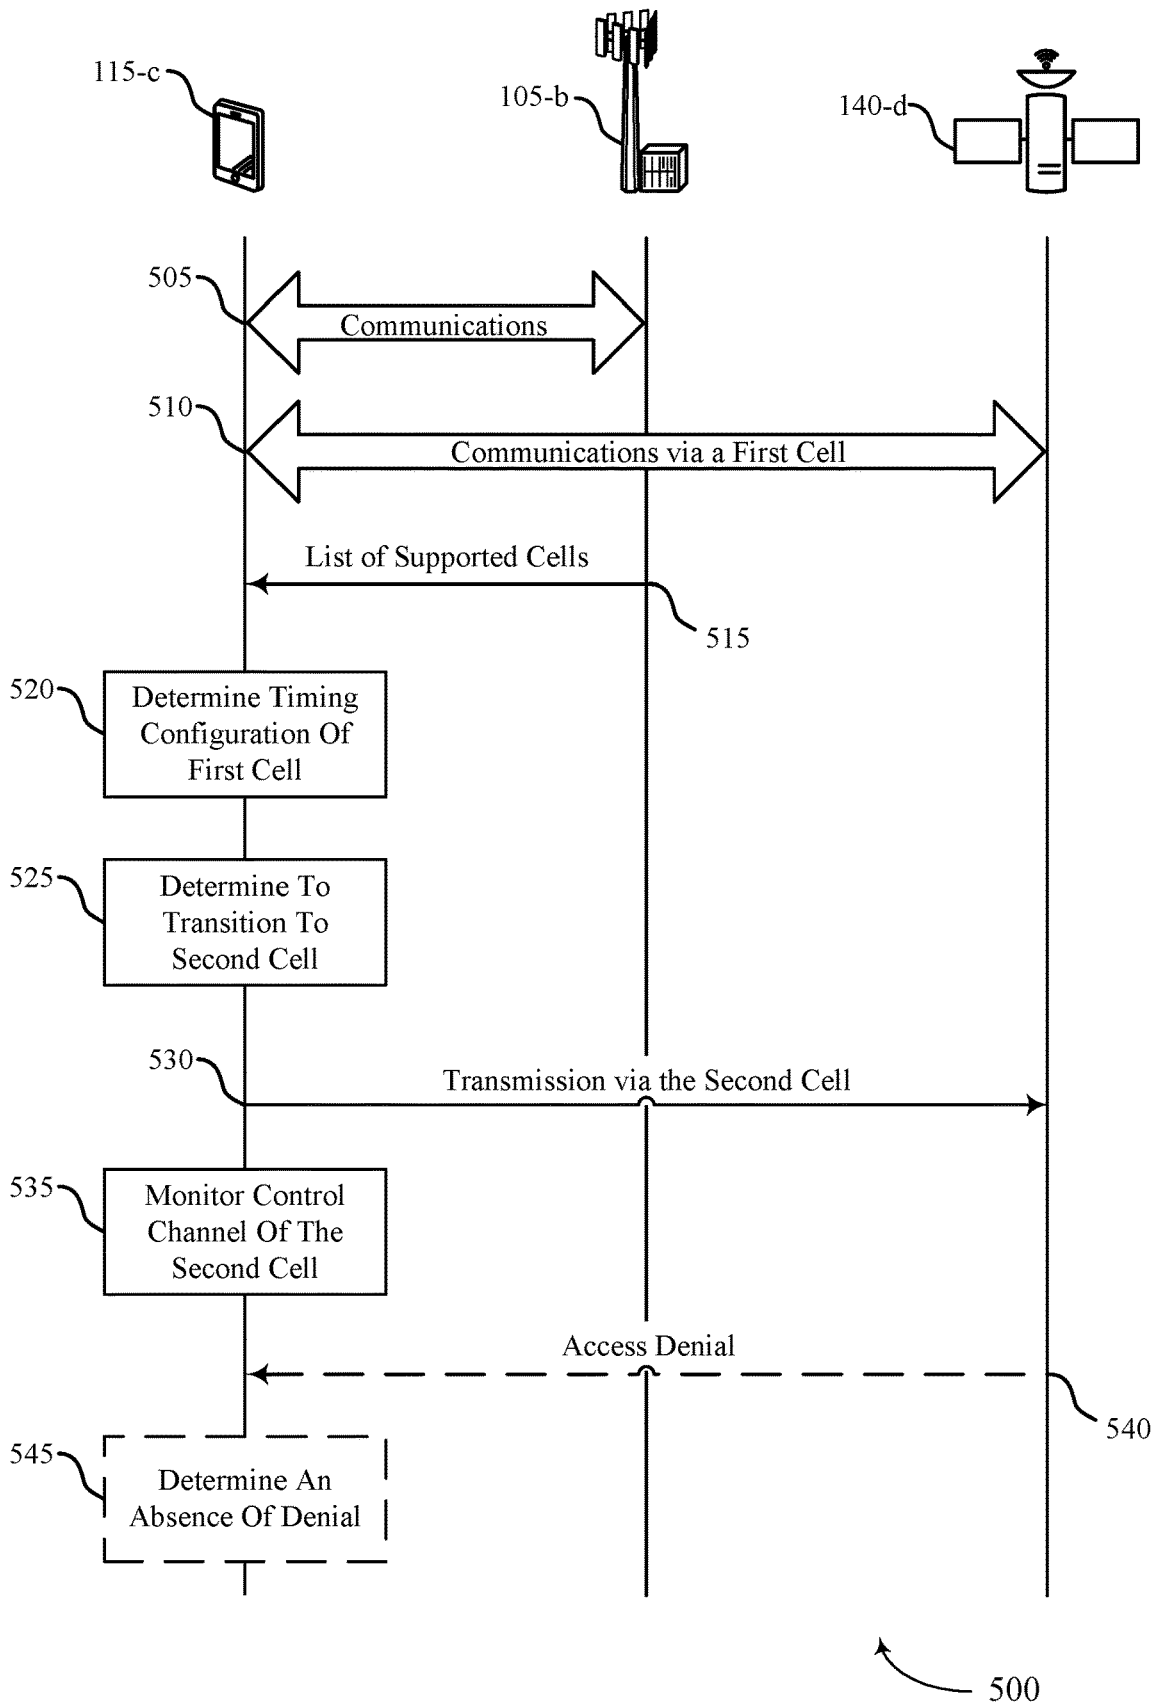 115-c
105-b
140-d
505
Communications
510
Communications via a First Cell
List of Supported Cells
515
520
Determine Timing
Configuration Of
First Cell
525
Determine To
Transition To
Second Cell
530
Transmission via the Second Cell
535
Monitor Control
Channel Of The
Second Cell
Access Denial
540
545
Determine An
Absence Of Denial
500